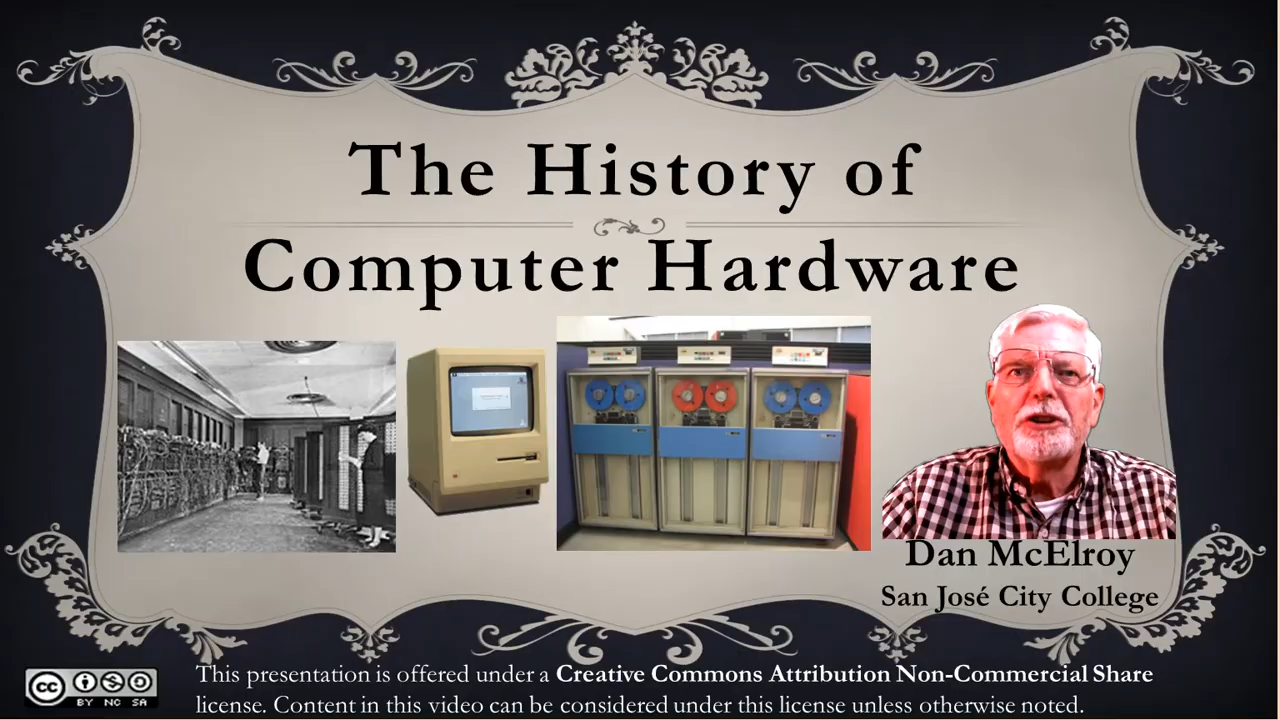 The History of
Computer Hardware
Dan McElroy
San José City College
This presentation is offered under a Creative Commons Attribution Non-Commercial Share
license. Content in this video can be considered under this license unless otherwise noted.
cc
BY NC SA